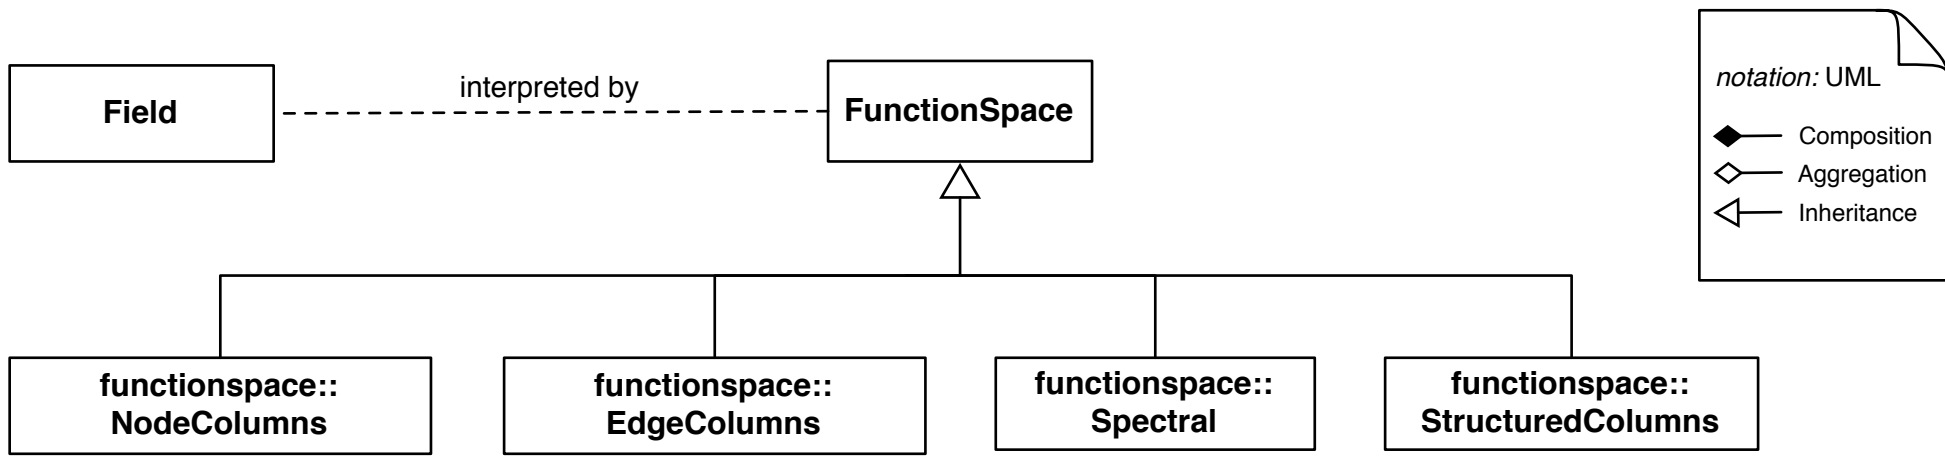 Field
interpreted by
FunctionSpace
notation: UML
Composition
Aggregation
Inheritance
functionspace::
NodeColumns
functionspace::
EdgeColumns
functionspace::
Spectral
functionspace::
StructuredColumns